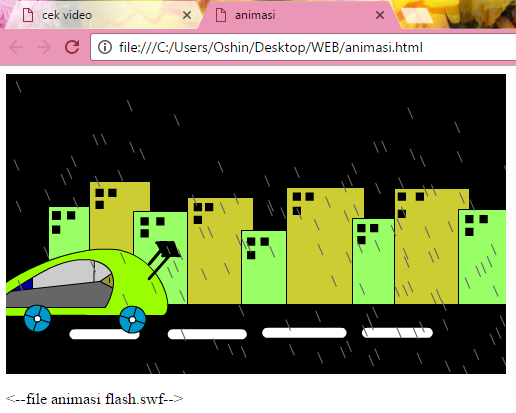 cek video
animasi
file:///C:/Users/Oshin/Desktop/WEB/animasi.html
<--file animasi flash.swf-->